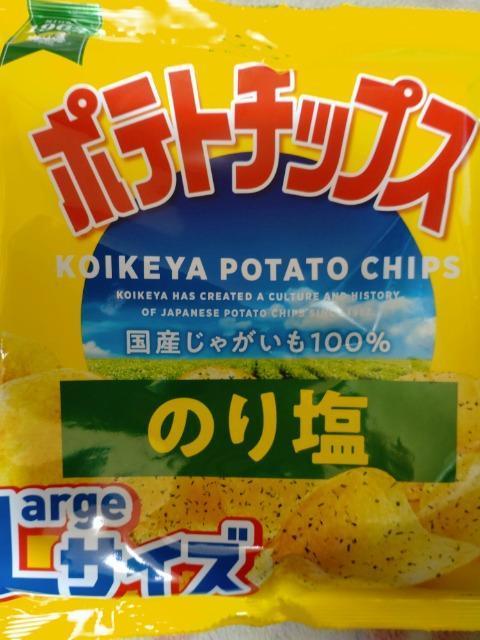 ポテトチップス
KOIKEYA POTATO CHIPS
KOIKEYA HAS CREATED A CULTURE AND HISTORY
OF JAPANESE POTATO CHIPS SINCE
国産じゃがいも100%
のり塩
Large
Lサイズ